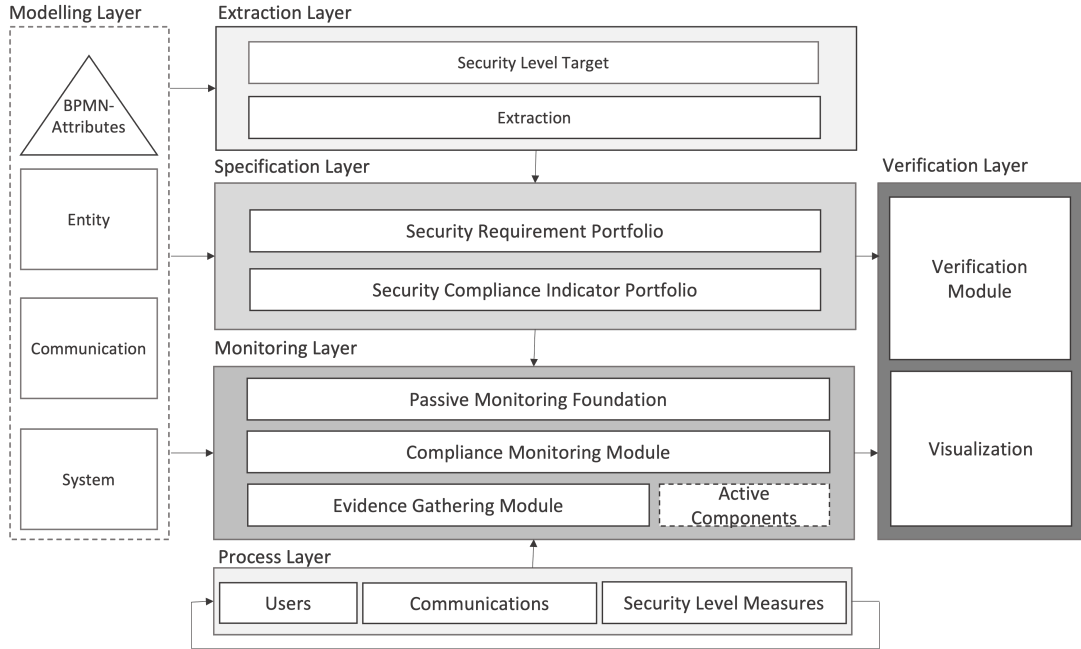 Modelling Layer
BPMN-
Attributes
Entity
Communication
System
Extraction Layer
Security Level Target
Extraction
Specification Layer
Security Requirement Portfolio
Security Compliance Indicator Portfolio
Monitoring Layer
Passive Monitoring Foundation
Compliance Monitoring Module
Evidence Gathering Module
Active
Components
Process Layer
Users
Communications
Security Level Measures
Verification Layer
Verification
Module
Visualization